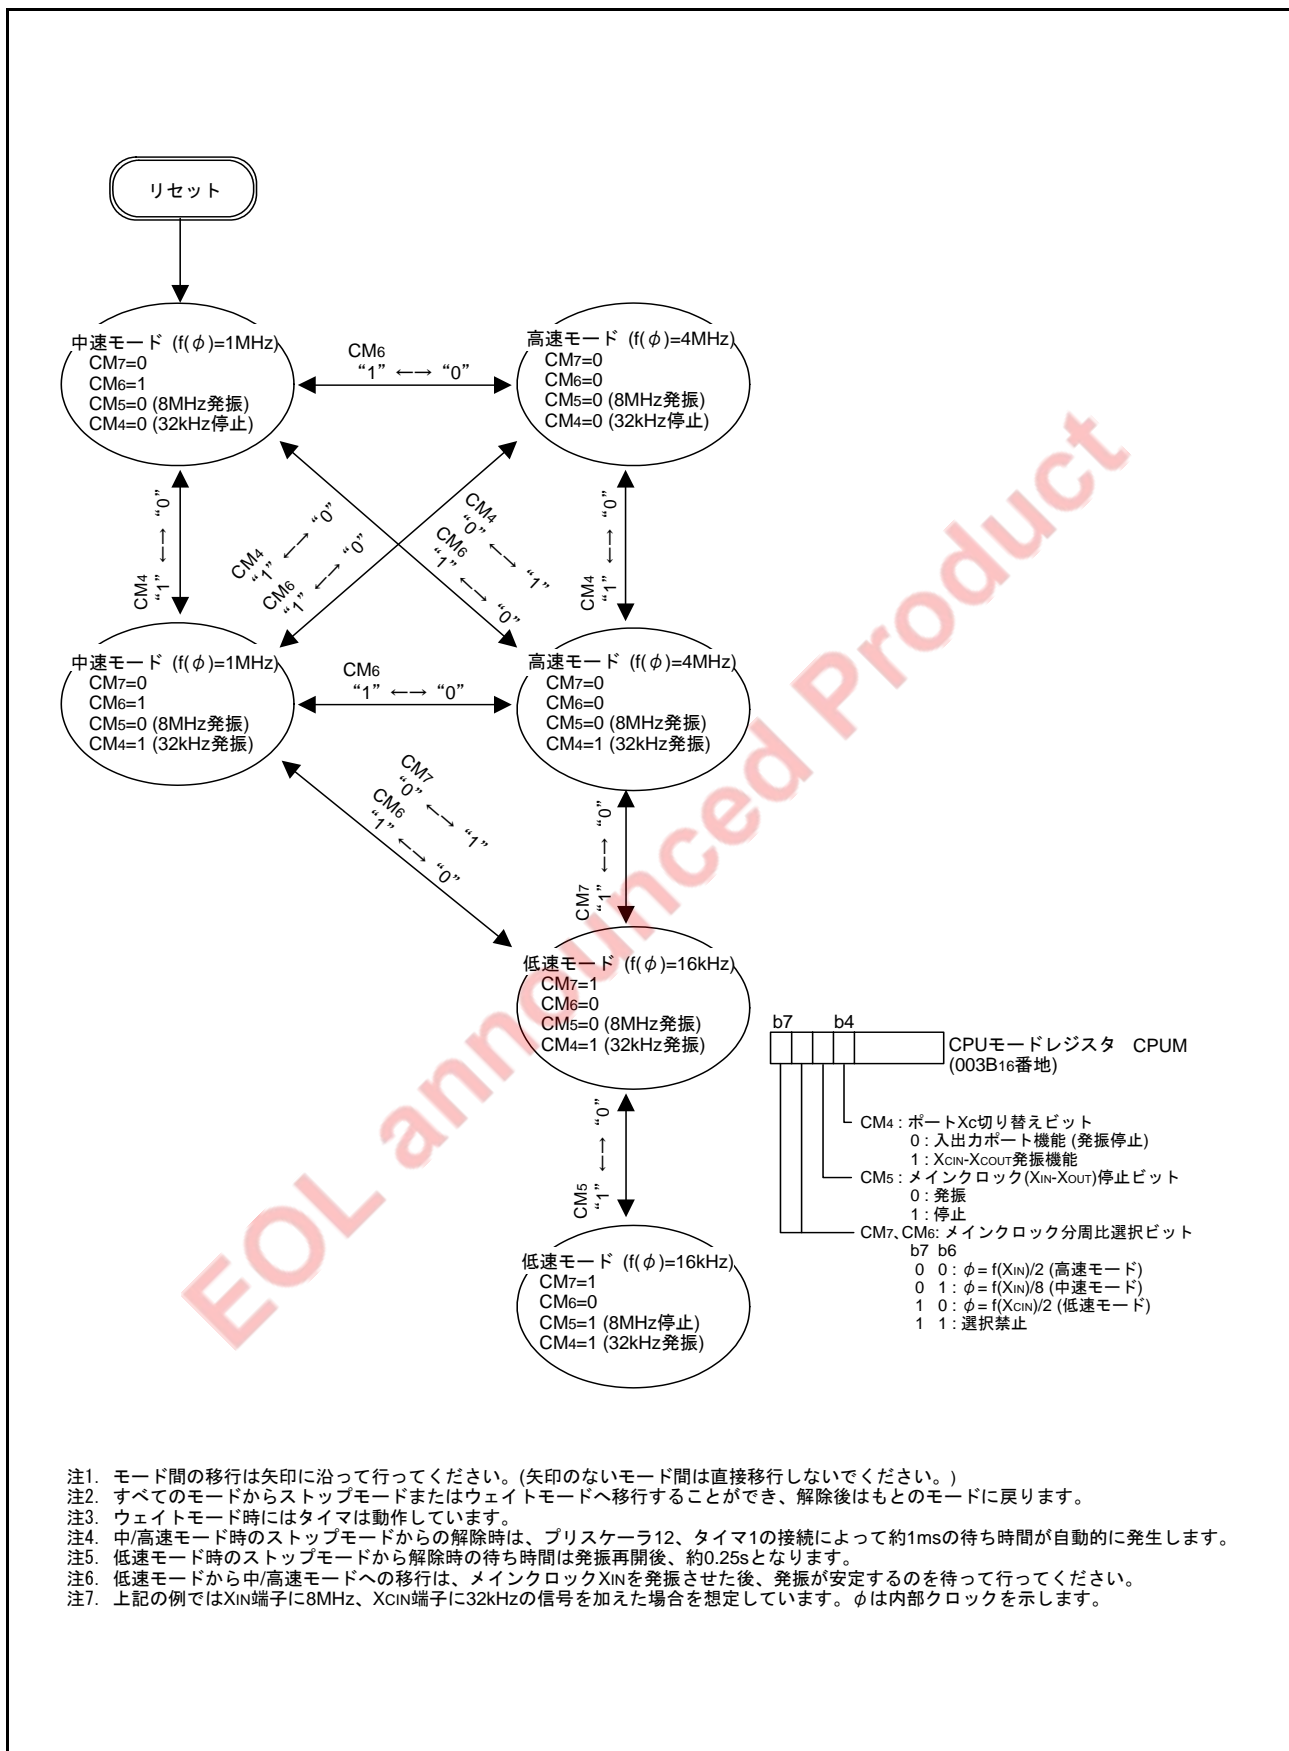 リセット
中速モード (f(φ)=1MHz)
CM7=0
CM6=1
CM5=0 (8MHz発振)
CM4=0 (32kHz停止)
CM6
“1” ←→ “0”
高速モード (f(φ)=4MHz)
CM7=0
CM6=0
CM5=0 (8MHz発振)
CM4=0 (32kHz停止)
CM4
“1” ←→ “0”
CM4
“1” ←→ “0”
CM6
“1” ←→ “0”
CM4
“0” ←→ “1”
CM6
“1” ←→ “0”
CM4
“1” ←→ “0”
中速モード (f(φ)=1MHz)
CM7=0
CM6=1
CM5=0 (8MHz発振)
CM4=1 (32kHz発振)
CM6
“1” ←→ “0”
高速モード (f(φ)=4MHz)
CM7=0
CM6=0
CM5=0 (8MHz発振)
CM4=1 (32kHz発振)
CM7
“0” ←→ “1”
CM6
“1” ←→ “0”
CM7
“1” ←→ “0”
低速モード (f(φ)=16kHz)
CM7=1
CM6=0
CM5=0 (8MHz発振)
CM4=1 (32kHz発振)
CM5
“1” ←→ “0”
低速モード (f(φ)=16kHz)
CM7=1
CM6=0
CM5=1 (8MHz停止)
CM4=1 (32kHz発振)
b7 b4
CPUモードレジスタ CPUM
(003B16番地)
CM4 : ポートXc切り替えビット
0 : 入出力ポート機能 (発振停止)
1 : XCIN-XCOUT発振機能
CM5 : メインクロック(XIN-XOUT)停止ビット
0 : 発振
1 : 停止
CM7、CM6: メインクロック分周比選択ビット
b7 b6
0 0 : φ= f(XIN)/2 (高速モード)
0 1 : φ= f(XIN)/8 (中速モード)
1 0 : φ= f(XCIN)/2 (低速モード)
1 1 : 選択禁止
注1. モード間の移行は矢印に沿って行ってください。(矢印のないモード間は直接移行しないでください。)
注2. すべてのモードからストップモードまたはウェイトモードへ移行することができ、解除後はもとのモードに戻ります。
注3. ウェイトモード時にはタイマは動作しています。
注4. 中/高速モード時のストップモードからの解除時は、プリスケーラ12、タイマ1の接続によって約1msの待ち時間が自動的に発生します。
注5. 低速モード時のストップモードから解除時の待ち時間は発振再開後、約0.25sとなります。
注6. 低速モードから中/高速モードへの移行は、メインクロックXINを発振させた後、発振が安定するのを待って行ってください。
注7. 上記の例ではXIN端子に8MHz、XCIN端子に32kHzの信号を加えた場合を想定しています。φは内部クロックを示します。
EOL announced Product